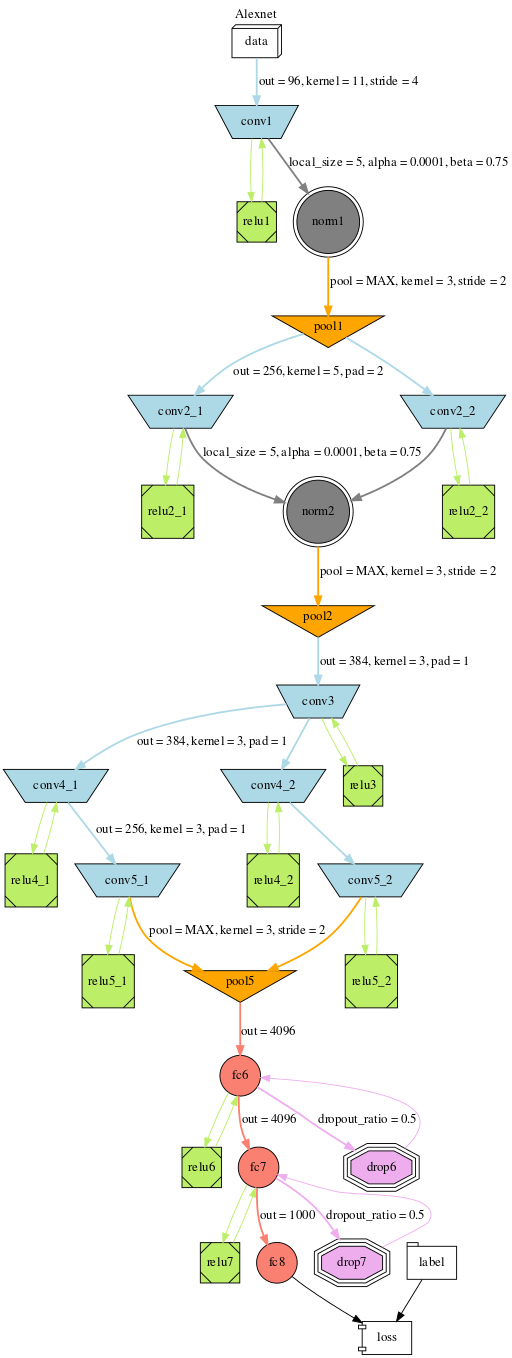 Alexnet
data
out = 96, kernel = 11, stride = 4
conv1
local_size = 5, alpha = 0.0001, beta = 0.75
relu1
norm1
pool = MAX, kernel = 3, stride = 2
pool1
out = 256, kernel = 5, pad = 2
conv2_1
conv2_2
local_size = 5, alpha = 0.0001, beta = 0.75
relu2_1
norm2
relu2_2
pool = MAX, kernel = 3, stride = 2
pool2
out = 384, kernel = 3, pad = 1
conv3
out = 384, kernel = 3, pad = 1
conv4_1
conv4_2
relu3
out = 256, kernel = 3, pad = 1
relu4_1
conv5_1
relu4_2
conv5_2
pool = MAX, kernel = 3, stride = 2
relu5_1
pool5
relu5_2
out = 4096
fc6
out = 4096
dropout_ratio = 0.5
relu6
fc7
drop6
out = 1000
dropout_ratio = 0.5
relu7
fc8
drop7
label
loss